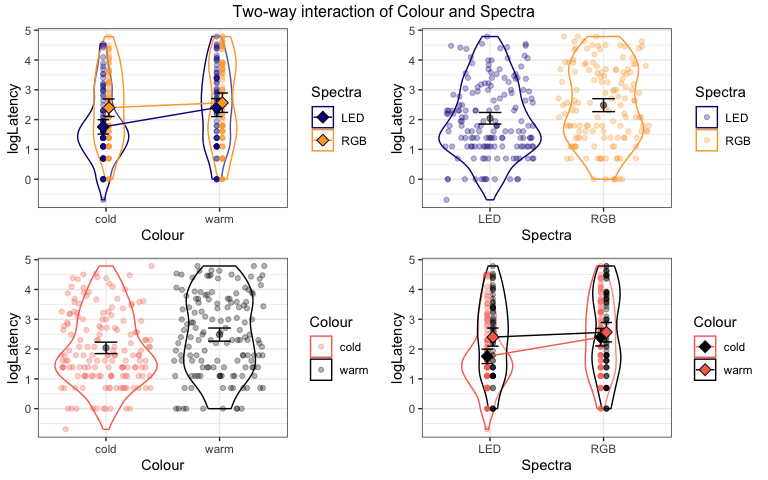 Two-way interaction of Colour and Spectra
logLatency
5
4
3
2
1
0
cold
warm
Colour
Spectra
LED
RGB
logLatency
5
4
3
2
1
0
LED
RGB
Spectra
Spectra
LED
RGB
logLatency
5
4
3
2
1
0
cold
warm
Colour
Colour
cold
warm
logLatency
5
4
3
2
1
0
LED
RGB
Spectra
Colour
cold
warm